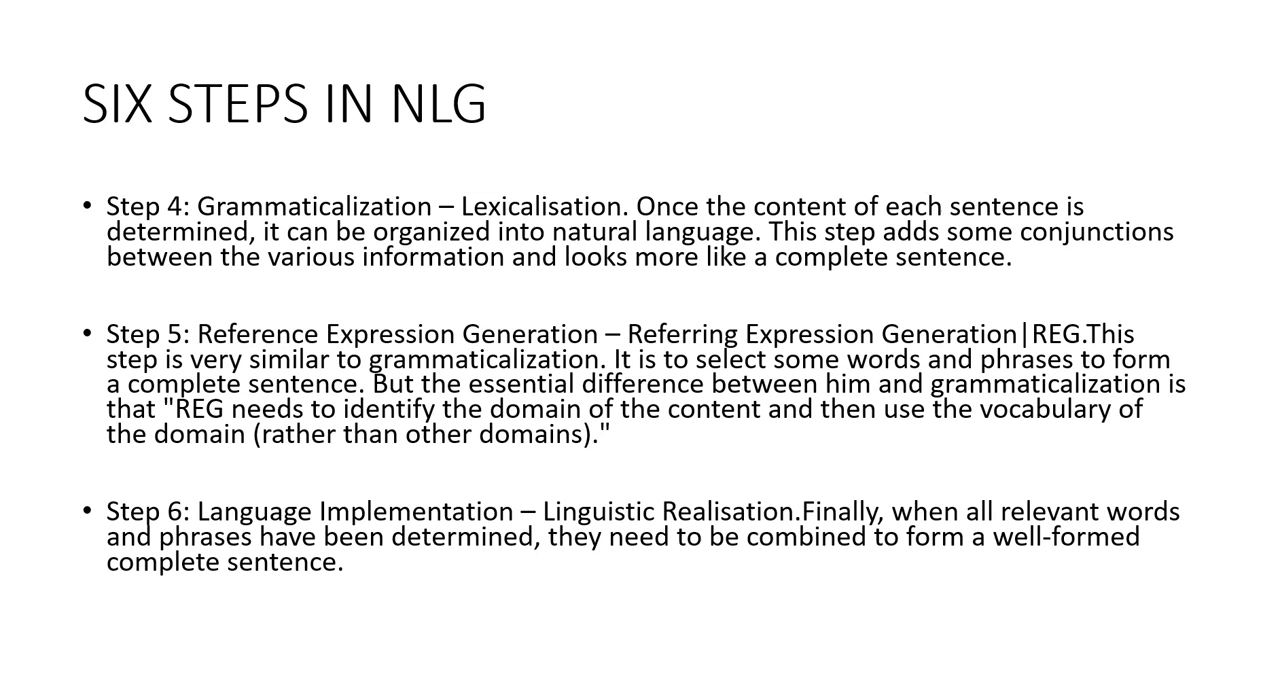 SIX STEPS IN NLG
• Step 4: Grammaticalization – Lexicalisation. Once the content of each sentence is
determined, it can be organized into natural language. This step adds some conjunctions
between the various information and looks more like a complete sentence.
• Step 5: Reference Expression Generation – Referring Expression Generation|REG.This
step is very similar to grammaticalization. It is to select some words and phrases to form
a complete sentence. But the essential difference between him and grammaticalization is
that "REG needs to identify the domain of the content and then use the vocabulary of
the domain (rather than other domains)."
• Step 6: Language Implementation – Linguistic Realisation.Finally, when all relevant words
and phrases have been determined, they need to be combined to form a well-formed
complete sentence.